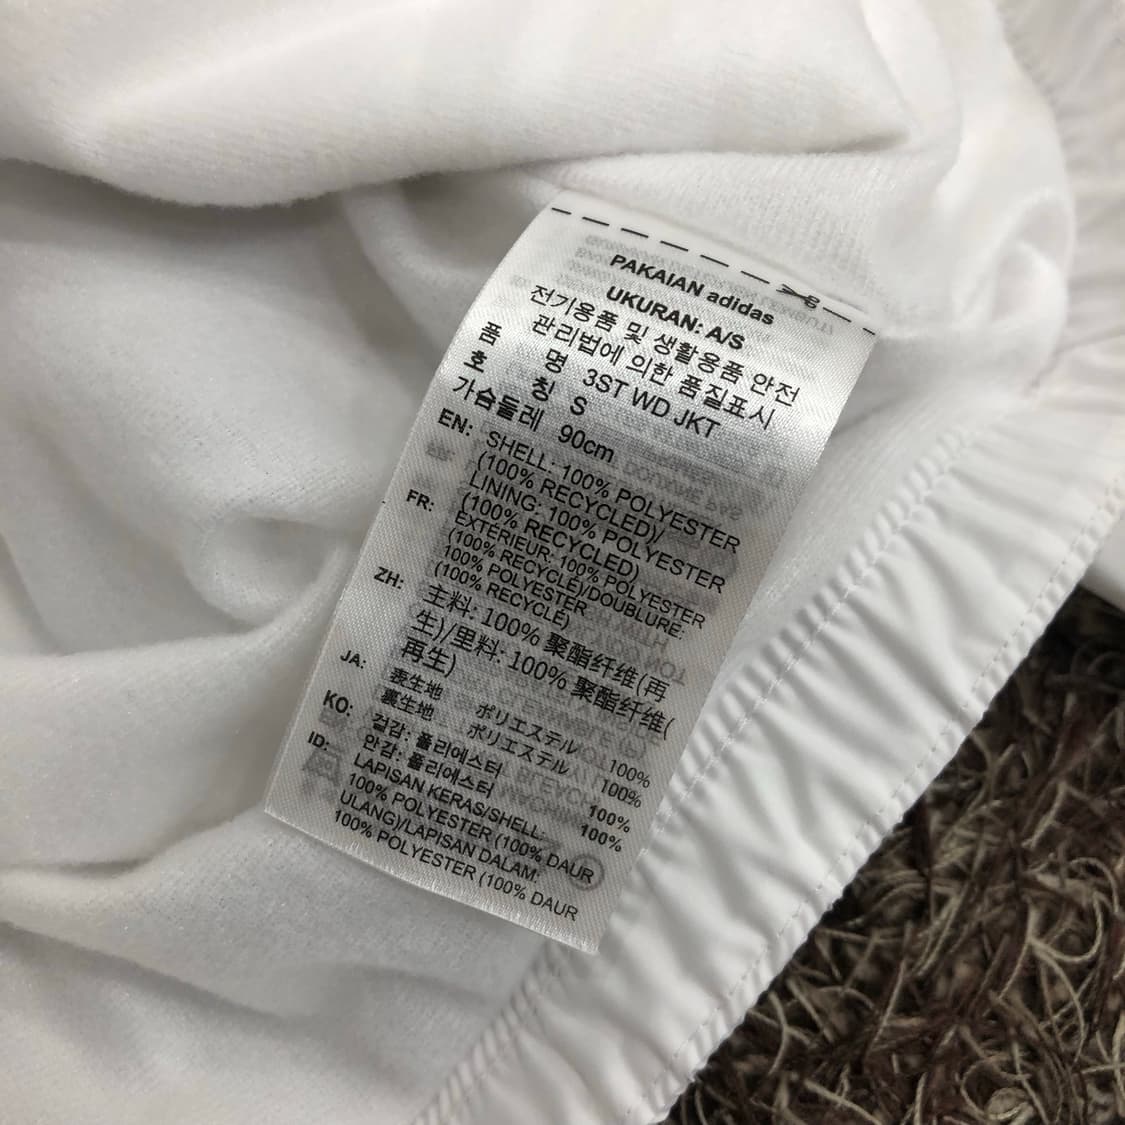 PAKAIAN adidas
UKURAN: A/S
전기용품 및 생활용품 안전
관리법에 의한 품질표시
품 명 3ST WD JKT
호 칭 S
가슴둘레 90cm
EN: SHELL: 100% POLYESTER
(100% RECYCLED)/
LINING: 100% POLYESTER
(100% RECYCLED)
FR: EXTÉRIEUR: 100% POLYESTER
(100% RECYCLÉ)/DOUBLURE:
100% POLYESTER
(100% RECYCLÉ)
ZH: 主料: 100% 聚酯纤维(再
生)/里料: 100% 聚酯纤维(
再生)
JA: 表生地 ポリエステル 100%
裏生地 ポリエステル 100%
KO: 겉감: 폴리에스터 100%
안감: 폴리에스터 100%
ID: LAPISAN KERAS/SHELL:
100% POLYESTER (100% DAUR
ULANG)/LAPISAN DALAM:
100% POLYESTER (100% DAUR